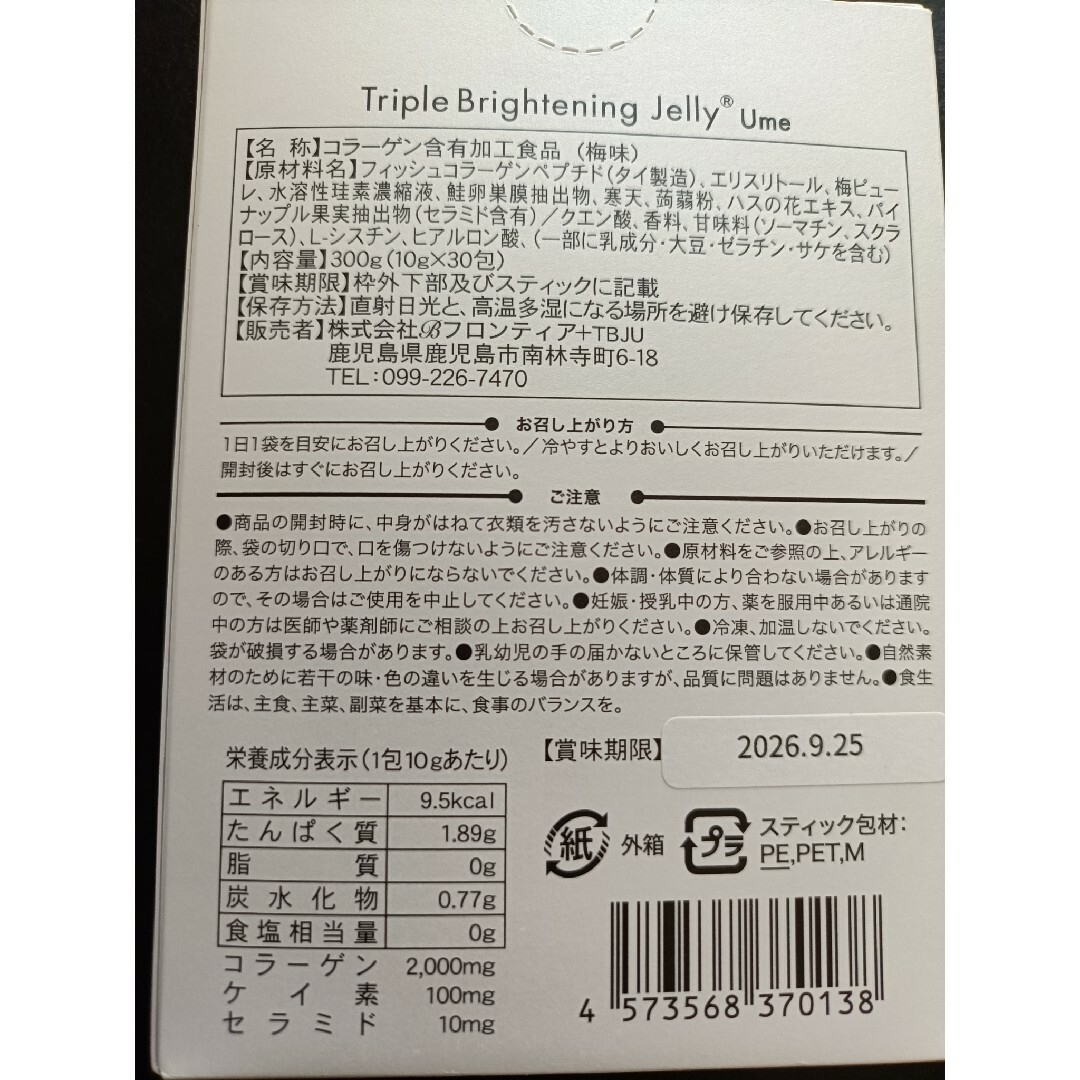 Triple Brightening Jelly® Ume
【名 称】コラーゲン含有加工食品（梅味）
【原材料名】フィッシュコラーゲンペプチド（タイ製造）、エリスリトール、梅ピュー
レ、水溶性珪素濃縮液、鮭卵巣膜抽出物、寒天、蒟蒻粉、ハスの花エキス、パイ
ナップル果実抽出物（セラミド含有）／クエン酸、香料、甘味料（ソーマチン、スクラ
ロース）、L-シスチン、ヒアルロン酸、（一部に乳成分・大豆・ゼラチン・サケを含む）
【内容量】300g（10g×30包）
【賞味期限】枠外下部及びスティックに記載
【保存方法】直射日光と、高温多湿になる場所を避け保存してください。
【販売者】株式会社Bフロンティア+TBJU
鹿児島県鹿児島市南林寺町6-18
TEL：099-226-7470
お召し上がり方
1日1袋を目安にお召し上がりください。／冷やすとよりおいしくお召し上がりいただけます。／
開封後はすぐにお召し上がりください。
ご注意
●商品の開封時に、中身がはねて衣類を汚さないようにご注意ください。●お召し上がりの
際、袋の切り口で、口を傷つけないようにご注意ください。●原材料をご参照の上、アレルギー
のある方はお召し上がりにならないでください。●体調・体質により合わない場合があります
ので、その場合はご使用を中止してください。●妊娠・授乳中の方、薬を服用中あるいは通院
中の方は医師や薬剤師にご相談の上お召し上がりください。●冷凍、加温しないでください。
袋が破損する場合があります。●乳幼児の手の届かないところに保管してください。●自然素
材のために若干の味・色の違いを生じる場合がありますが、品質に問題はありません。●食生
活は、主食、主菜、副菜を基本に、食事のバランスを。
栄養成分表示（1包10gあたり）
エネルギー 9.5kcal
たんぱく質 1.89g
脂質 0g
炭水化物 0.77g
食塩相当量 0g
コラーゲン 2,000mg
ケイ素 100mg
セラミド 10mg
【賞味期限】 2026.9.25
紙 外箱 プラ スティック包材：
PE,PET,M
4 573568 370138